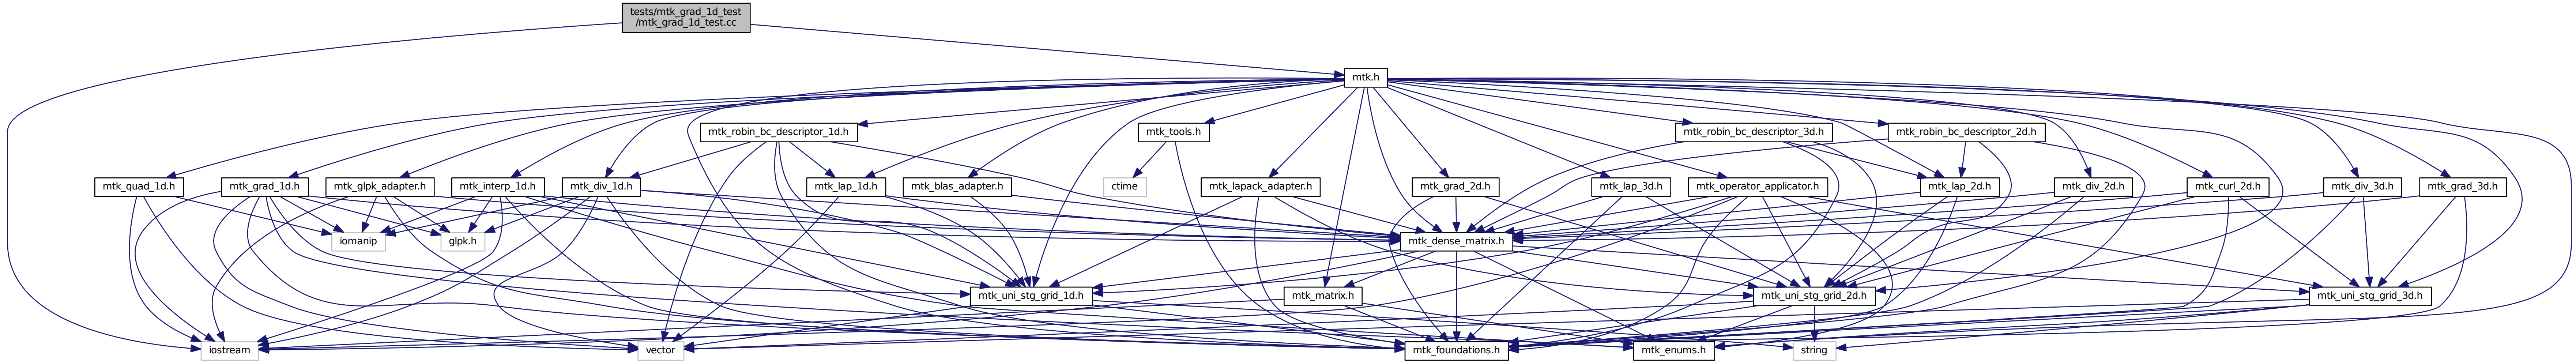 tests/mtk_grad_1d_test
/mtk_grad_1d_test.cc
mtk.h
mtk_robin_bc_descriptor_1d.h
mtk_tools.h
mtk_robin_bc_descriptor_3d.h
mtk_robin_bc_descriptor_2d.h
mtk_quad_1d.h
mtk_grad_1d.h
mtk_glpk_adapter.h
mtk_interp_1d.h
mtk_div_1d.h
mtk_lap_1d.h
mtk_blas_adapter.h
ctime
mtk_lapack_adapter.h
mtk_grad_2d.h
mtk_lap_3d.h
mtk_operator_applicator.h
mtk_lap_2d.h
mtk_div_2d.h
mtk_curl_2d.h
mtk_div_3d.h
mtk_grad_3d.h
iomanip
glpk.h
mtk_dense_matrix.h
mtk_uni_stg_grid_1d.h
mtk_matrix.h
mtk_uni_stg_grid_2d.h
mtk_uni_stg_grid_3d.h
iostream
vector
mtk_foundations.h
mtk_enums.h
string